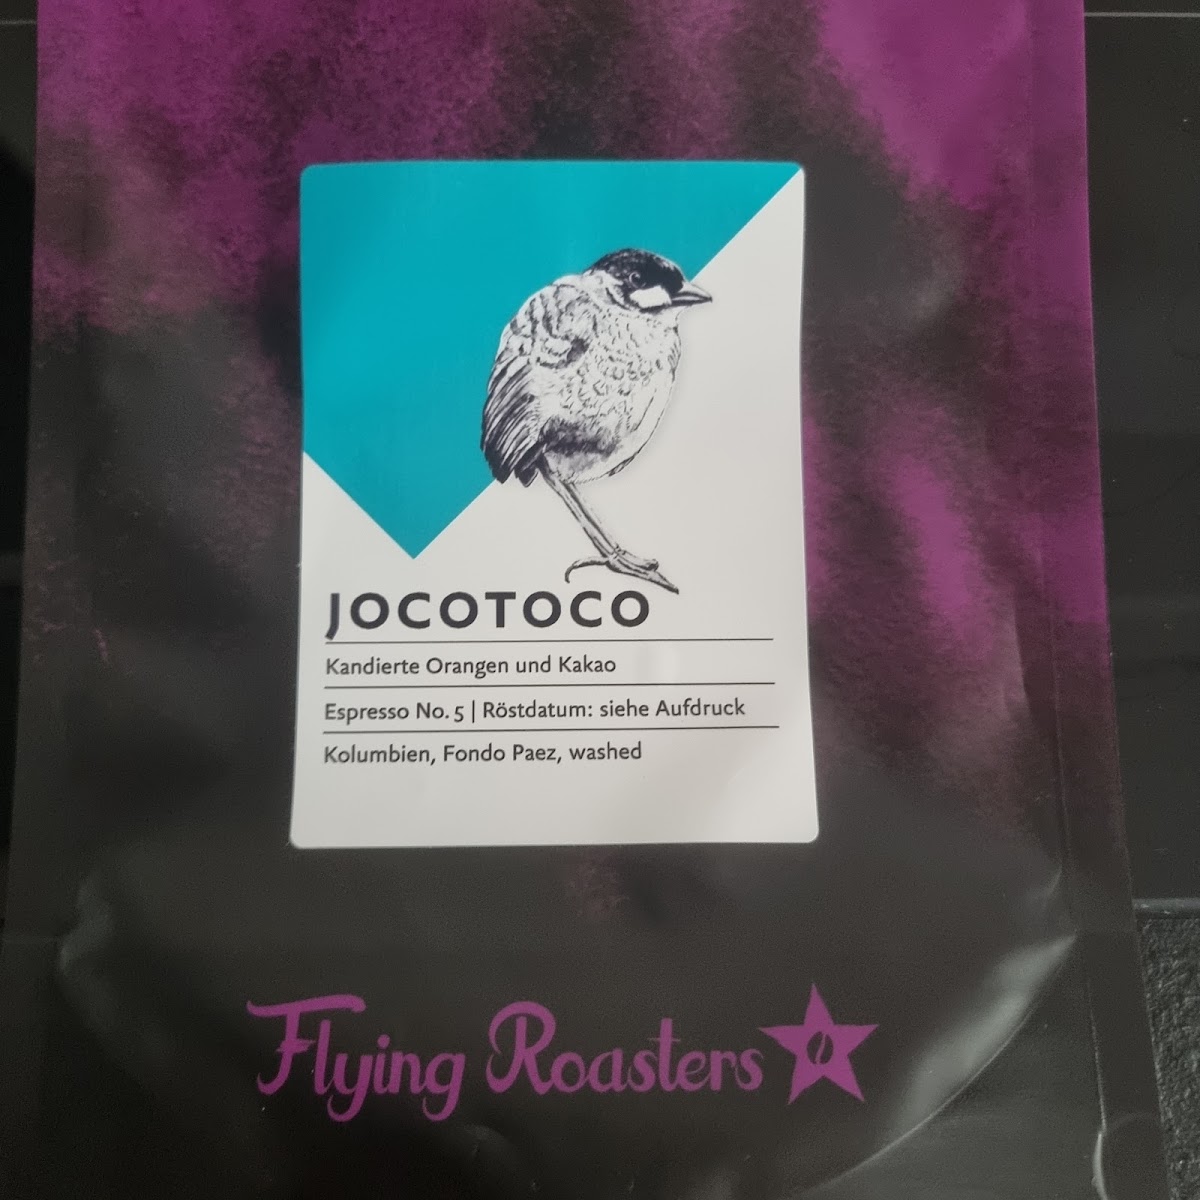 JOCOTOCO
Kandierte Orangen und Kakao
Espresso No. 5 | Röstdatum: siehe Aufdruck
Kolumbien, Fondo Paez, washed
Flying Roasters